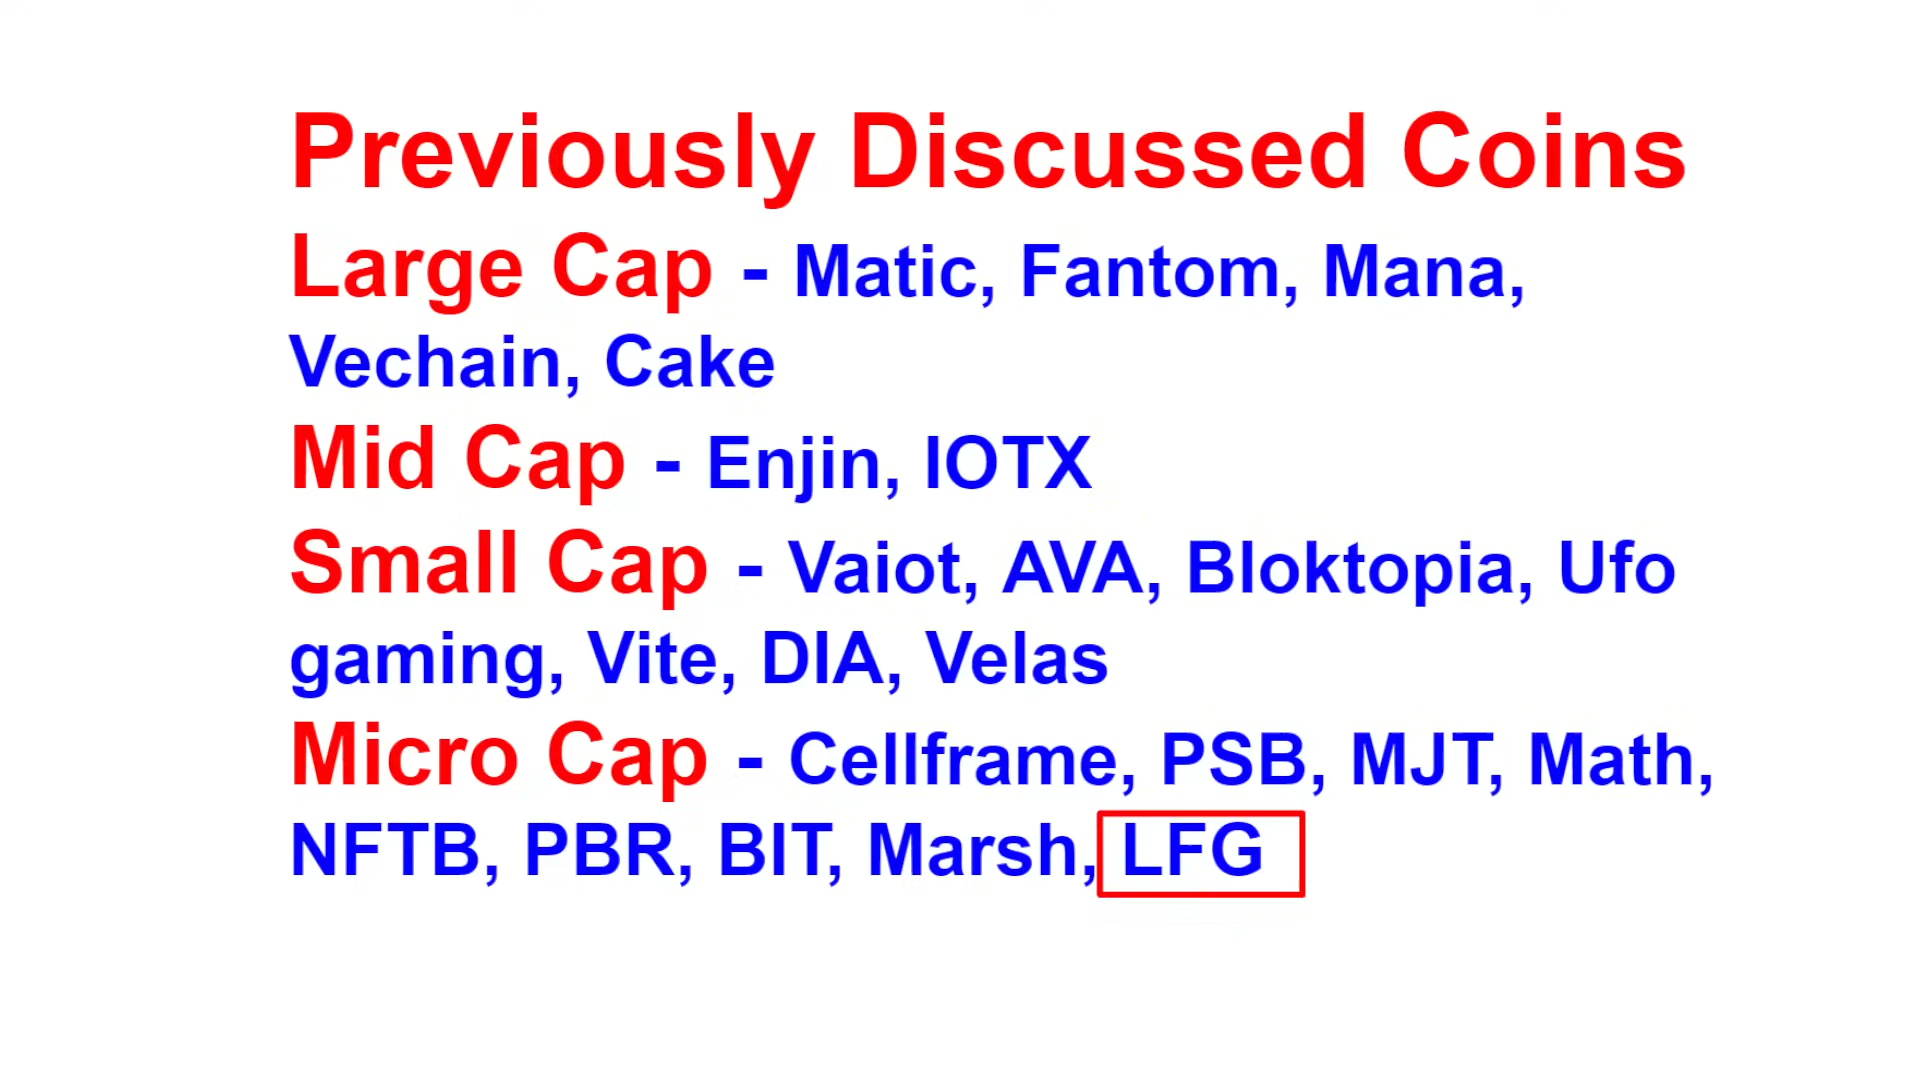 Previously Discussed Coins
Large Cap - Matic, Fantom, Mana,
Vechain, Cake
Mid Cap - Enjin, IOTX
Small Cap - Vaiot, AVA, Bloktopia, Ufo
gaming, Vite, DIA, Velas
Micro Cap - Cellframe, PSB, MJT, Math,
NFTB, PBR, BIT, Marsh, LFG